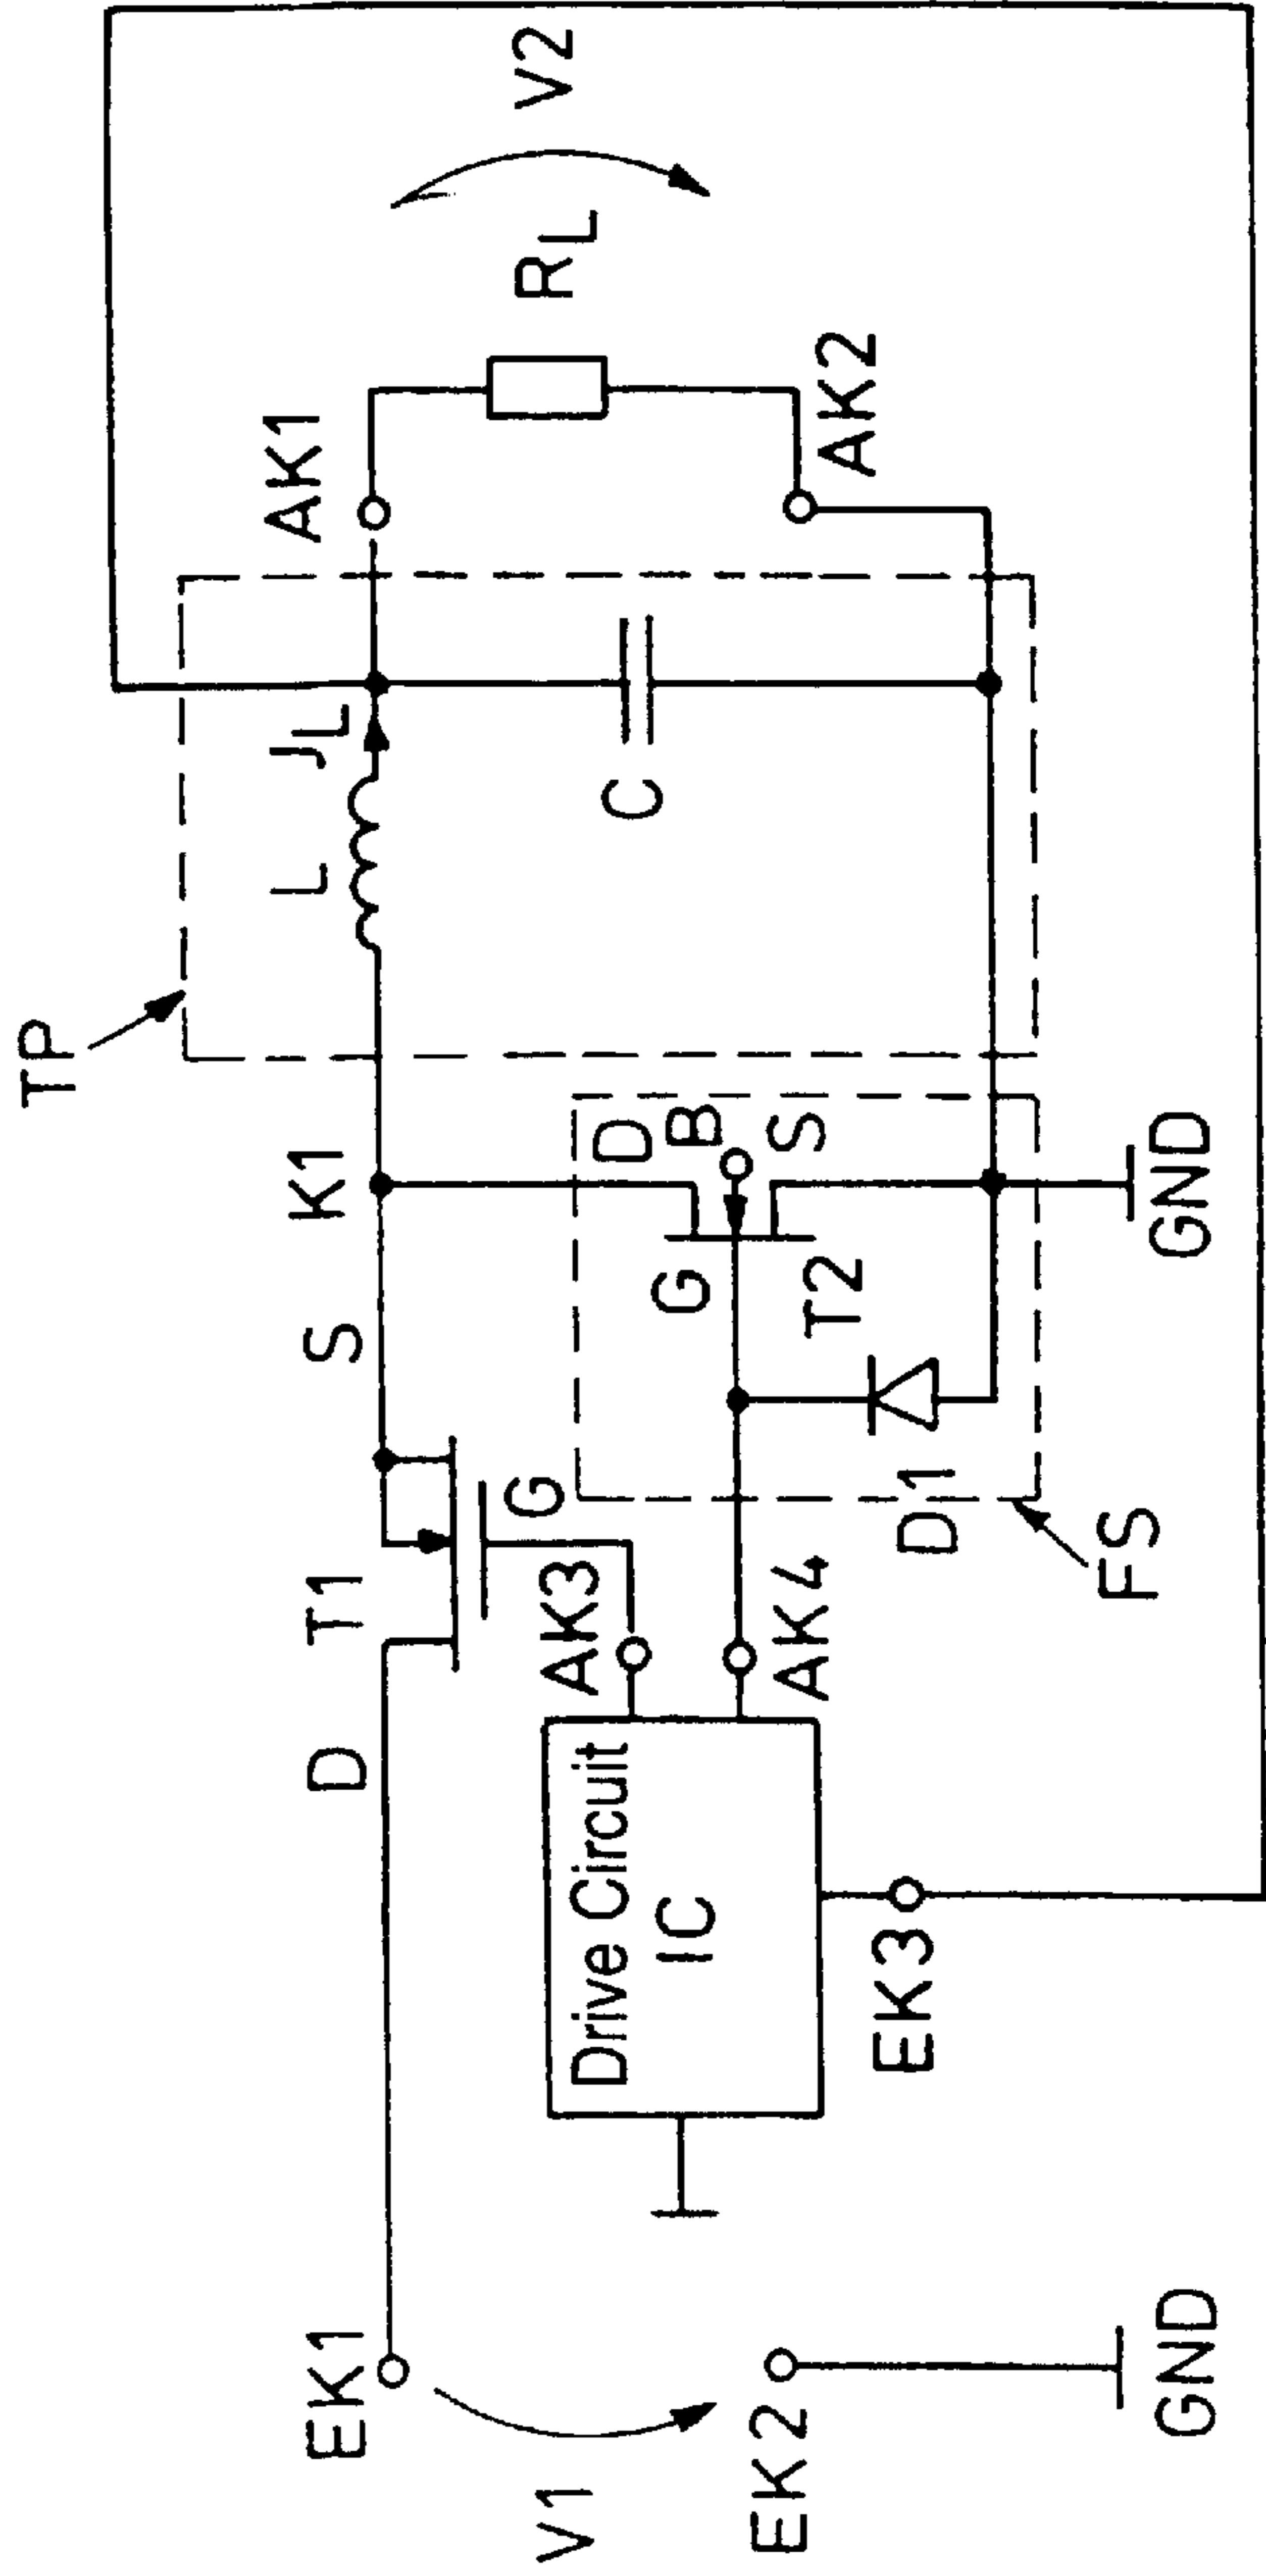 TP
EK1
D
T1
S
K1
L
JL
AK1
V1
EK2
GND
Drive Circuit
IC
EK3
AK3
G
AK4
D1
FS
G
T2
D
B
S
GND
C
AK2
RL
V2